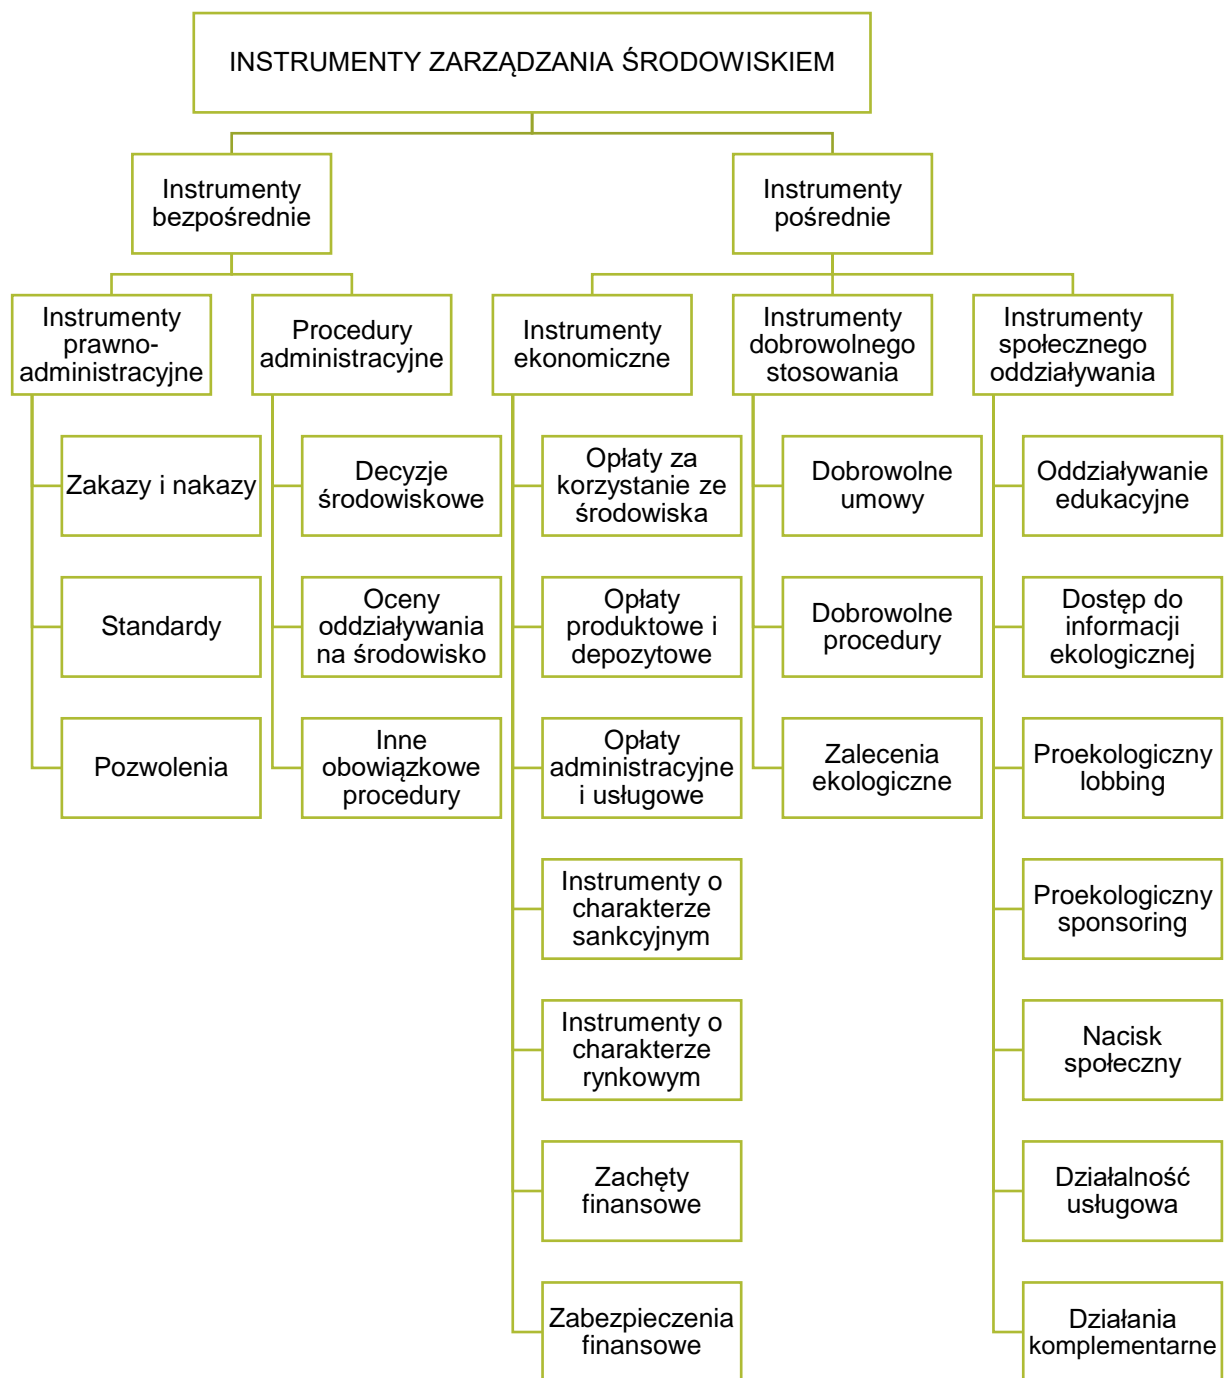 INSTRUMENTY ZARZĄDZANIA ŚRODOWISKIEM
Instrumenty
bezpośrednie
Instrumenty
pośrednie
Instrumenty
prawno-
administracyjne
Procedury
administracyjne
Instrumenty
ekonomiczne
Instrumenty
dobrowolnego
stosowania
Instrumenty
społecznego
oddziaływania
Zakazy i nakazy
Standardy
Pozwolenia
Decyzje
środowiskowe
Oceny
oddziaływania
na środowisko
Inne
obowiązkowe
procedury
Opłaty za
korzystanie ze
środowiska
Opłaty
produktowe i
depozytowe
Opłaty
administracyjne
i usługowe
Instrumenty o
charakterze
sankcyjnym
Instrumenty o
charakterze
rynkowym
Zachęty
finansowe
Zabezpieczenia
finansowe
Dobrowolne
umowy
Dobrowolne
procedury
Zalecenia
ekologiczne
Oddziaływanie
edukacyjne
Dostęp do
informacji
ekologicznej
Proekologiczny
lobbing
Proekologiczny
sponsoring
Nacisk
społeczny
Działalność
usługowa
Działania
komplementarne